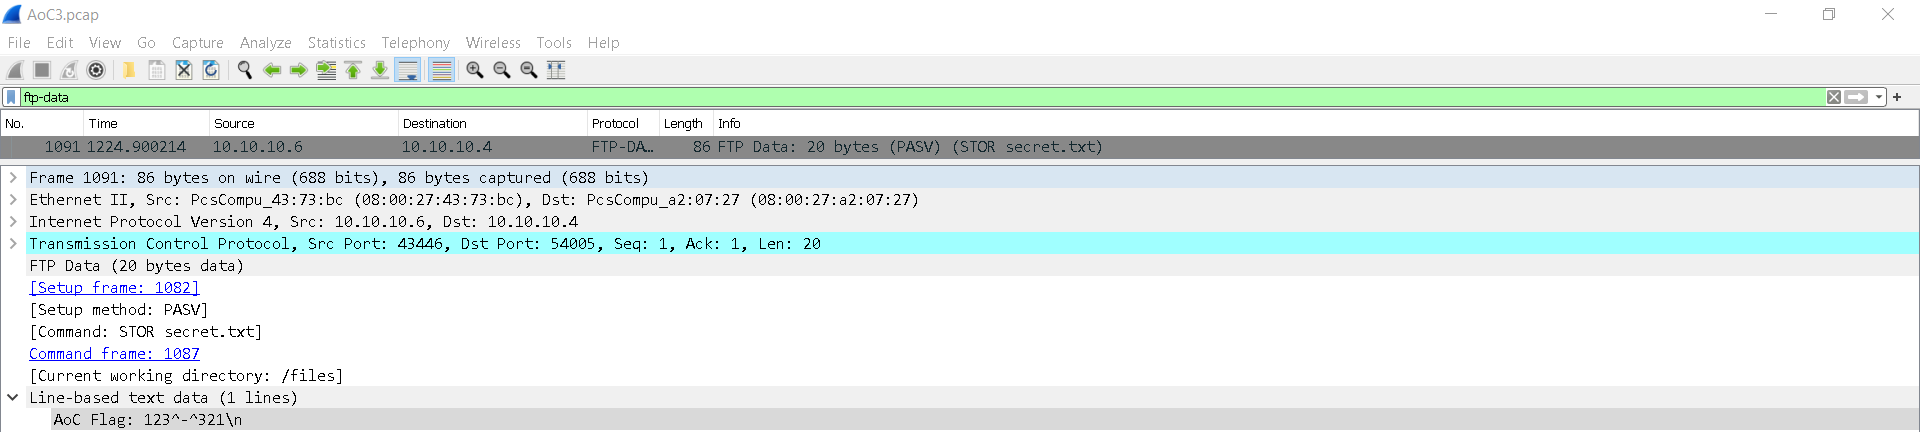 AoC3.pcap
File Edit View Go Capture Analyze Statistics Telephony Wireless Tools Help
ftp-data
No. Time Source Destination Protocol Length Info
1091 1224.900214 10.10.10.6 10.10.10.4 FTP-DA… 86 FTP Data: 20 bytes (PASV) (STOR secret.txt)
Frame 1091: 86 bytes on wire (688 bits), 86 bytes captured (688 bits)
Ethernet II, Src: PcsCompu_43:73:bc (08:00:27:43:73:bc), Dst: PcsCompu_a2:07:27 (08:00:27:a2:07:27)
Internet Protocol Version 4, Src: 10.10.10.6, Dst: 10.10.10.4
Transmission Control Protocol, Src Port: 43446, Dst Port: 54005, Seq: 1, Ack: 1, Len: 20
FTP Data (20 bytes data)
[Setup frame: 1082]
[Setup method: PASV]
[Command: STOR secret.txt]
Command frame: 1087
[Current working directory: /files]
Line-based text data (1 lines)
AoC Flag: 123^-^321\n